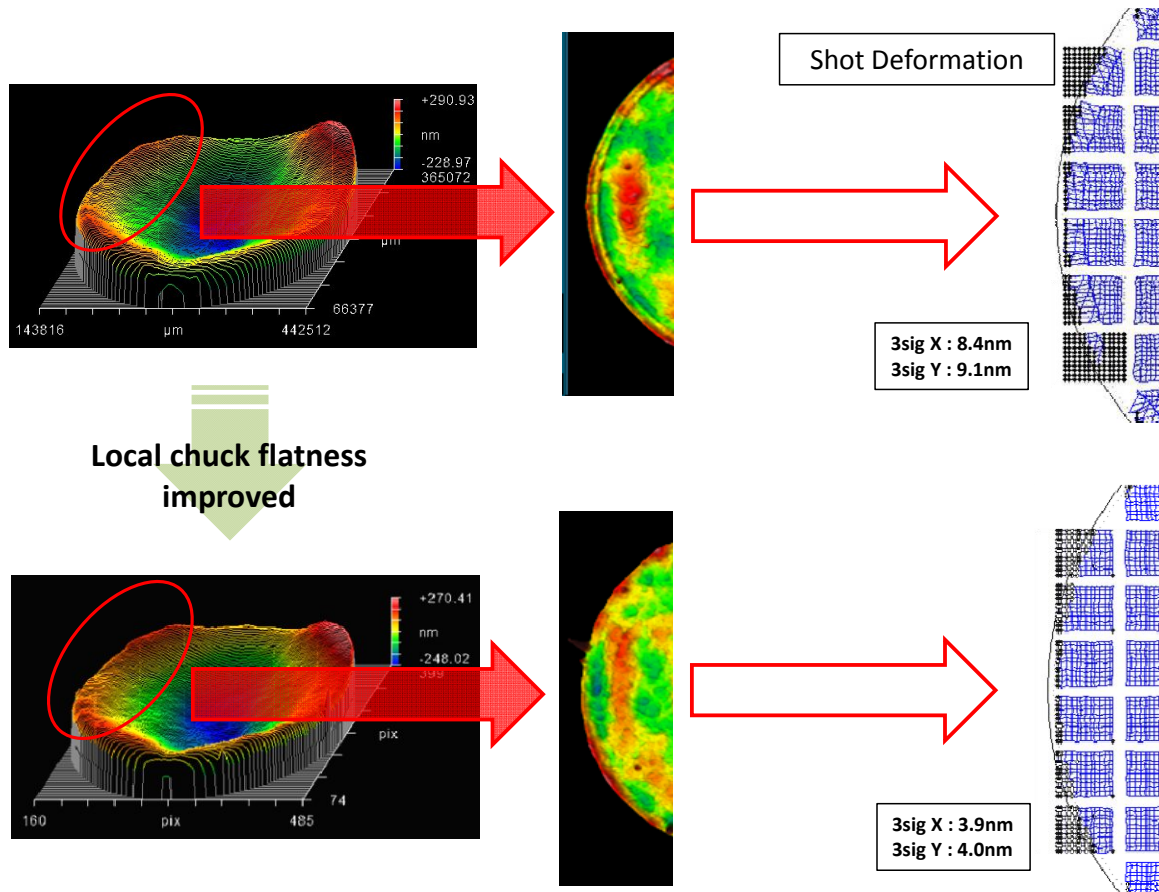 Shot Deformation
+290.93
nm
-228.97
365072
µm
66377
143816
µm
442512
3sig X : 8.4nm
3sig Y : 9.1nm
Local chuck flatness
improved
+270.41
nm
-248.02
399
pix
74
160
pix
485
3sig X : 3.9nm
3sig Y : 4.0nm